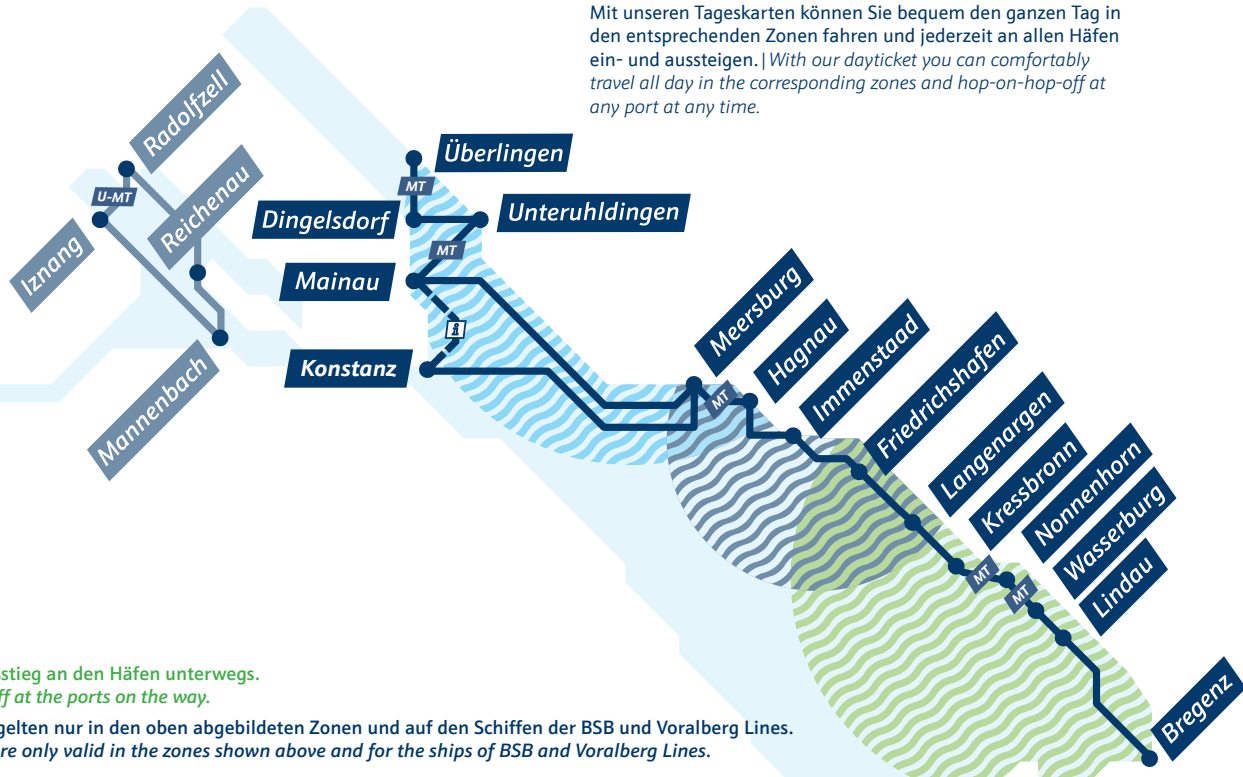 Mit unseren Tageskarten können Sie bequem den ganzen Tag in
den entsprechenden Zonen fahren und jederzeit an allen Häfen
ein- und aussteigen. | With our dayticket you can comfortably
travel all day in the corresponding zones and hop-on-hop-off at
any port at any time.
Radolfzell
U-MT
Reichenau
Iznang
Mannenbach
Überlingen
MT
Dingelsdorf
Unteruhldingen
MT
Mainau
Konstanz
Meersburg
MT
Hagnau
Immenstaad
Friedrichshafen
Langenargen
Kressbronn
MT
Nonnenhorn
MT
Wasserburg
Lindau
Bregenz
stieg an den Häfen unterwegs.
ff at the ports on the way.
gelten nur in den oben abgebildeten Zonen und auf den Schiffen der BSB und Voralberg Lines.
re only valid in the zones shown above and for the ships of BSB and Voralberg Lines.